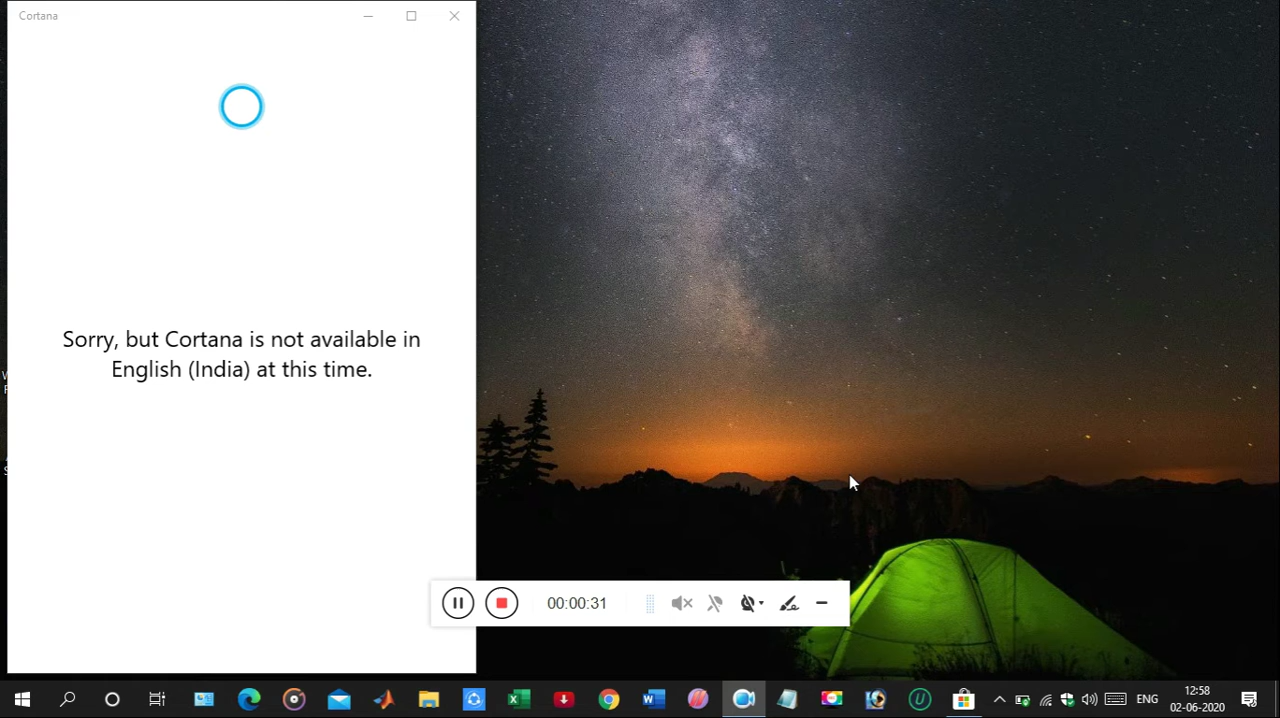 Cortana
Sorry, but Cortana is not available in
English (India) at this time.
00:00:31
ENG
12:58
02-06-2020